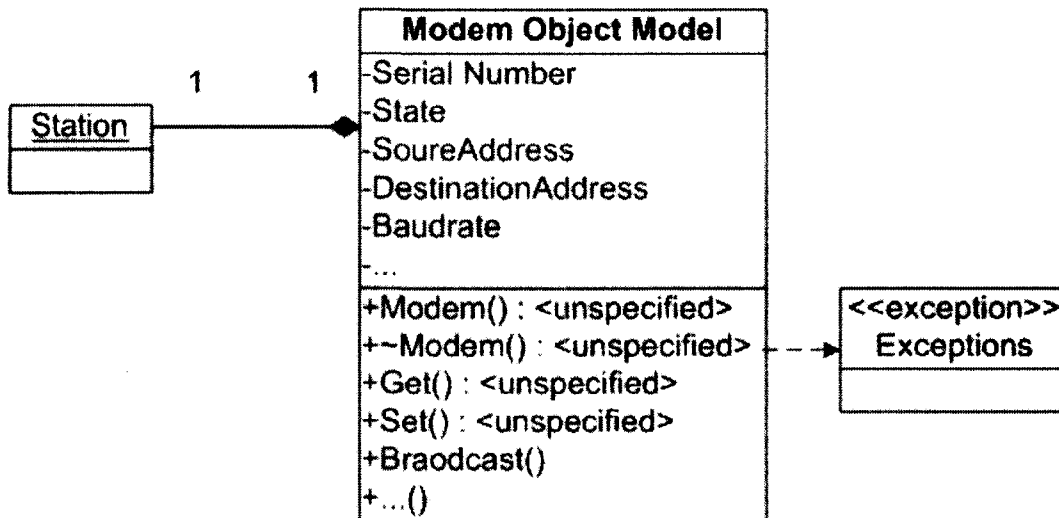 Modem Object Model
-Serial Number
-State
-SoureAddress
-DestinationAddress
-Baudrate
-...
+Modem() : <unspecified>
+~Modem() : <unspecified>
+Get() : <unspecified>
+Set() : <unspecified>
+Braodcast()
+...()
1
1
Station
<<exception>>
Exceptions